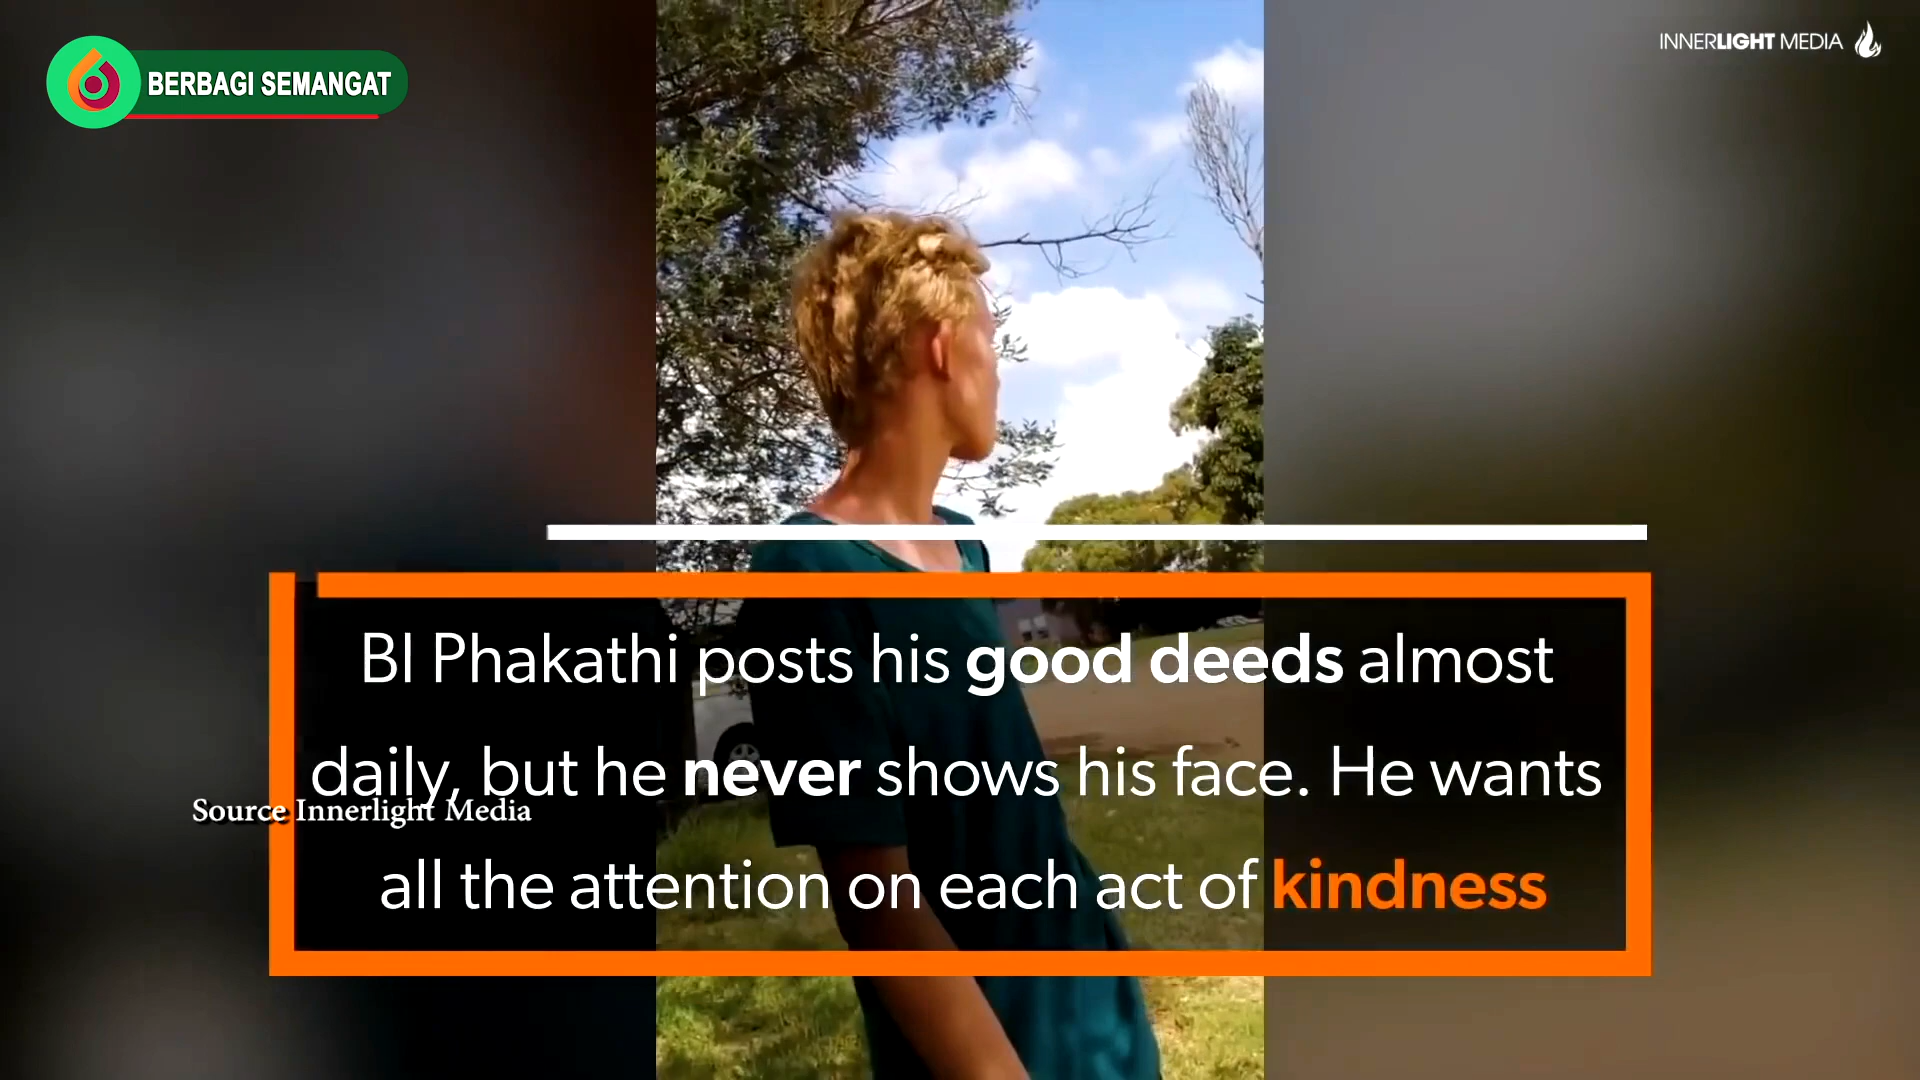 BERBAGI SEMANGAT
INNERLIGHT MEDIA
BI Phakathi posts his good deeds almost
daily, but he never shows his face. He wants
all the attention on each act of kindness
Source Innerlight Media